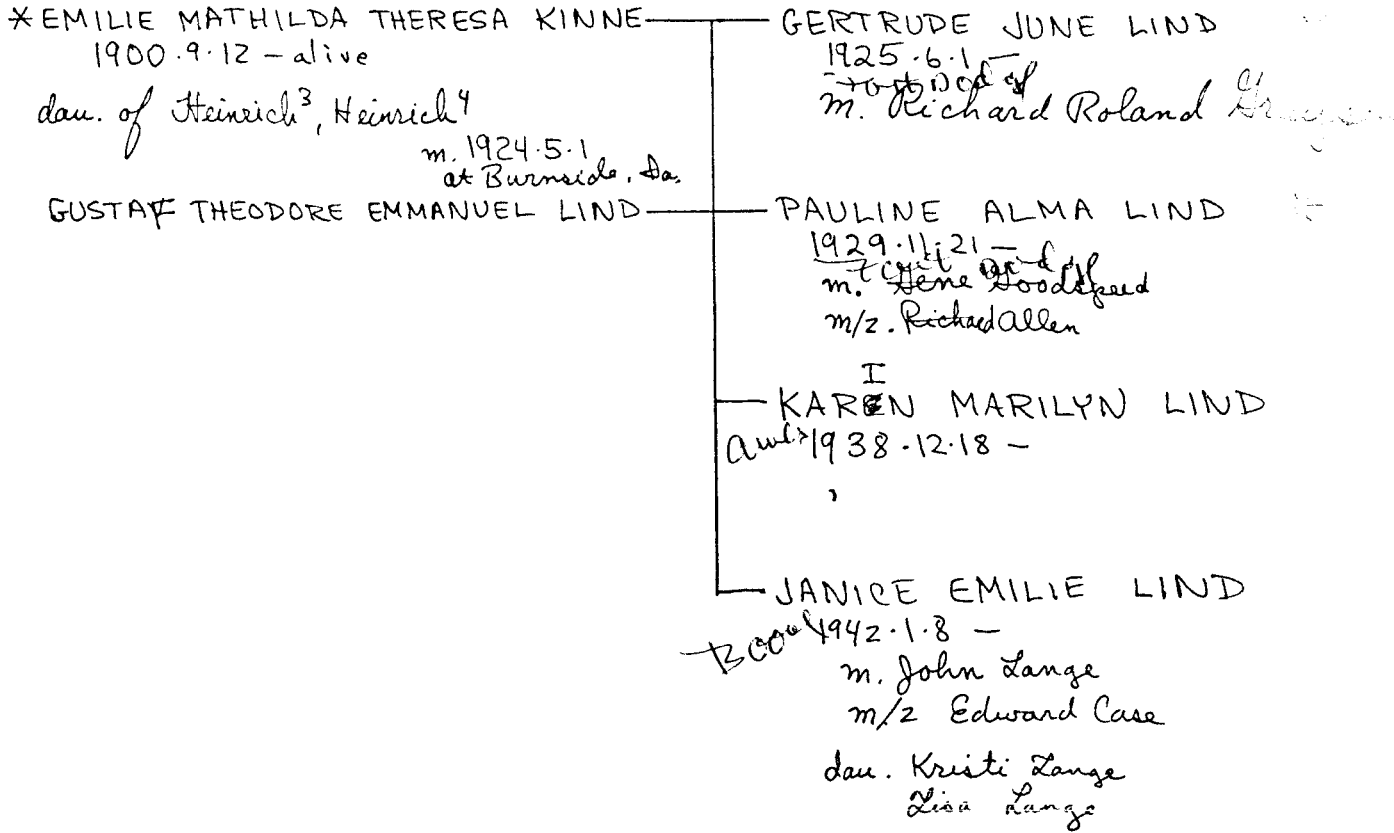 *EMILIE MATHILDA THERESA KINNE
1900.9.12 – alive
dau. of Heinrich³, Heinrich⁴
m. 1924.5.1
at Burnside, Ia.
GUSTAF THEODORE EMMANUEL LIND
GERTRUDE JUNE LIND
1925.6.1 –
m. Richard Roland
PAULINE ALMA LIND
1929.11.21 –
m. Gene Goodspeed
m/2. Richard Allen
I
KAREN MARILYN LIND
1938.12.18 –
JANICE EMILIE LIND
1942.1.8 –
m. John Lange
m/2 Edward Case
dau. Kristi Lange
Lisa Lange